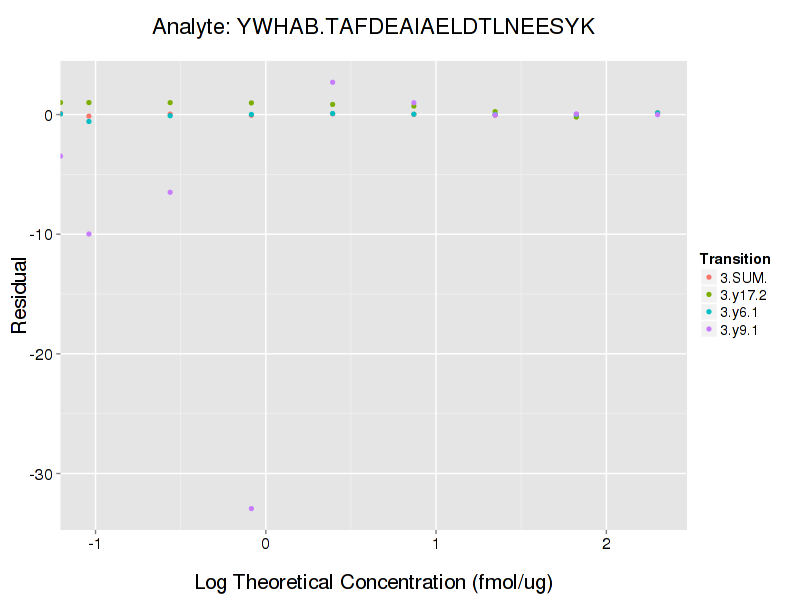 Analyte: YWHAB.TAFDEAIAELDTLNEESYK
Residual
0
-10
-20
-30
-1 0 1 2
Log Theoretical Concentration (fmol/ug)
Transition
3.SUM.
3.y17.2
3.y6.1
3.y9.1